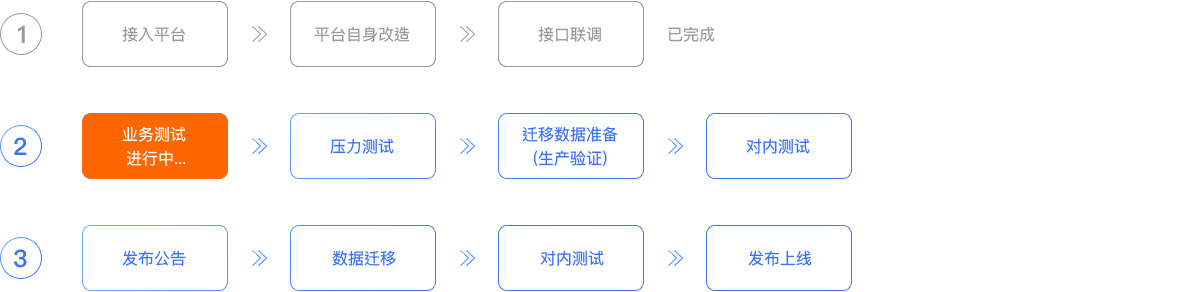 1 接入平台 平台自身改造 接口联调 已完成
2 业务测试 进行中... 压力测试 迁移数据准备 (生产验证) 对内测试
3 发布公告 数据迁移 对内测试 发布上线